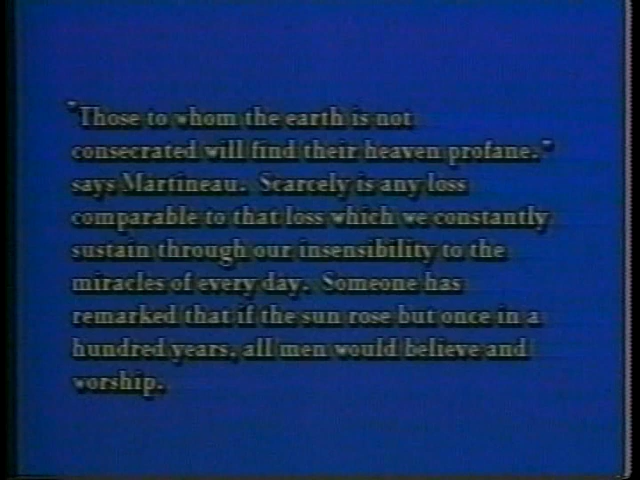 "Those to whom the earth is not
consecrated will find their heaven profane."
says Martineau. Scarcely is any loss
comparable to that loss which we constantly
sustain through our insensibility to the
miracles of every day. Someone has
remarked that if the sun rose but once in a
hundred years, all men would believe and
worship.